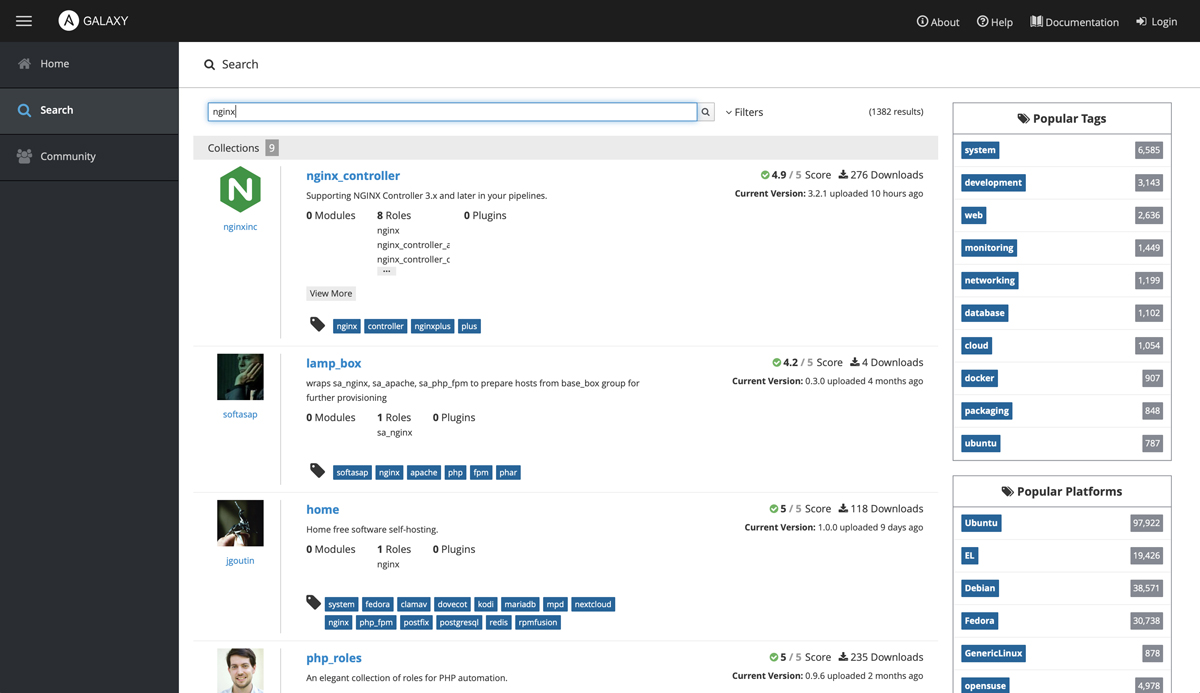 A GALAXY
About
Help
Documentation
Login
Home
Search
Community
Search
nginx
Filters
(1382 results)
Collections 9
N
nginxinc
nginx_controller
Supporting NGINX Controller 3.x and later in your pipelines.
0 Modules 8 Roles 0 Plugins
nginx
nginx_controller_a
nginx_controller_c
...
View More
nginx controller nginxplus plus
4.9 / 5 Score 276 Downloads
Current Version: 3.2.1 uploaded 10 hours ago
softasap
lamp_box
wraps sa_nginx, sa_apache, sa_php_fpm to prepare hosts from base_box group for
further provisioning
0 Modules 1 Roles 0 Plugins
sa_nginx
softasap nginx apache php fpm phar
4.2 / 5 Score 4 Downloads
Current Version: 0.3.0 uploaded 4 months ago
jgoutin
home
Home free software self-hosting.
0 Modules 1 Roles 0 Plugins
nginx
system fedora clamav dovecot kodi mariadb mpd nextcloud
nginx php_fpm postfix postgresql redis rpmfusion
5 / 5 Score 118 Downloads
Current Version: 1.0.0 uploaded 9 days ago
php_roles
An elegant collection of roles for PHP automation.
5 / 5 Score 235 Downloads
Current Version: 0.9.6 uploaded 2 months ago
Popular Tags
system 6,585
development 3,143
web 2,636
monitoring 1,449
networking 1,199
database 1,102
cloud 1,054
docker 907
packaging 848
ubuntu 787
Popular Platforms
Ubuntu 97,922
EL 19,426
Debian 38,571
Fedora 30,738
GenericLinux 878
opensuse 4,978